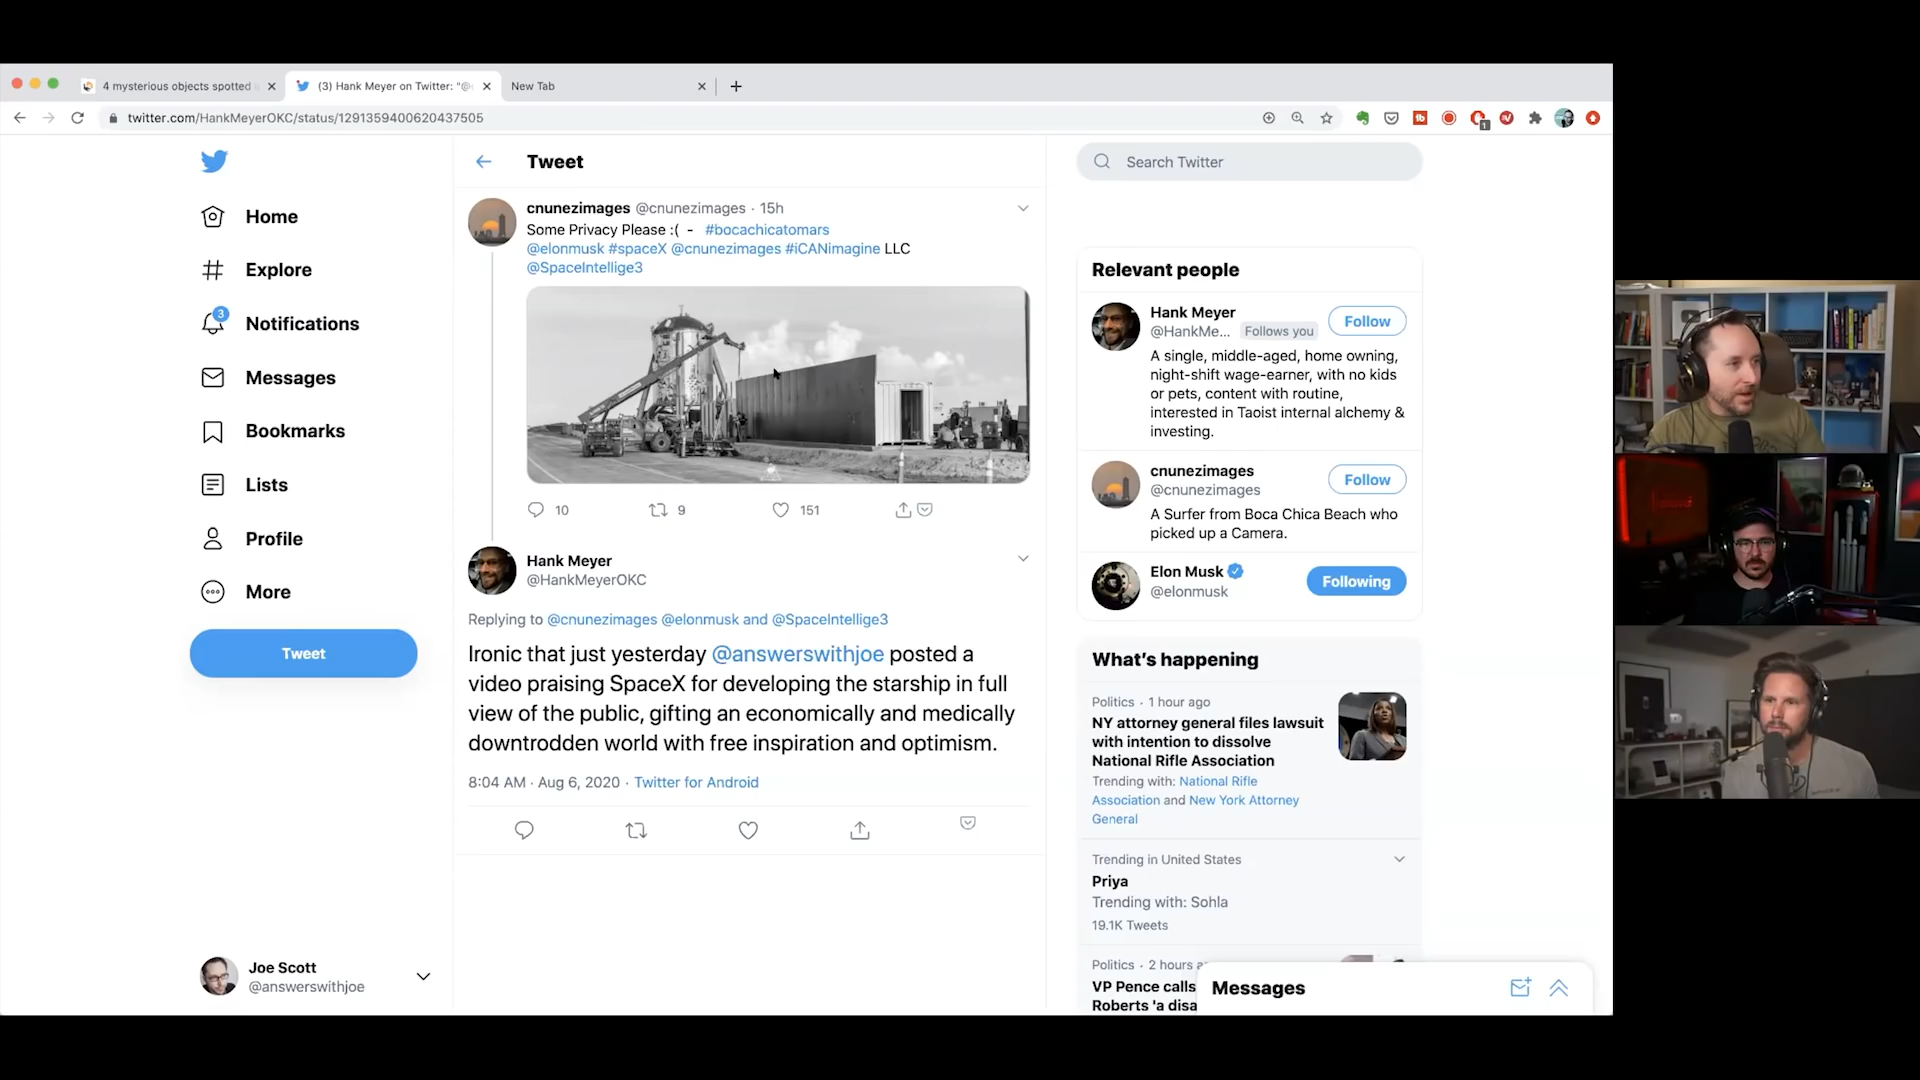 4 mysterious objects spotted
(3) Hank Meyer on Twitter: "@
New Tab
twitter.com/HankMeyerOKC/status/1291359400620437505
Home
Explore
3
Notifications
Messages
Bookmarks
Lists
Profile
More
Tweet
Joe Scott
@answerswithjoe
Tweet
cnunezimages @cnunezimages · 15h
Some Privacy Please :( - #bocachicatomars
@elonmusk #spaceX @cnunezimages #iCANimagine LLC
@SpaceIntellige3
10
9
151
Hank Meyer
@HankMeyerOKC
Replying to @cnunezimages @elonmusk and @SpaceIntellige3
Ironic that just yesterday @answerswithjoe posted a
video praising SpaceX for developing the starship in full
view of the public, gifting an economically and medically
downtrodden world with free inspiration and optimism.
8:04 AM · Aug 6, 2020 · Twitter for Android
Search Twitter
Relevant people
Hank Meyer
@HankMe... Follows you
Follow
A single, middle-aged, home owning,
night-shift wage-earner, with no kids
or pets, content with routine,
interested in Taoist internal alchemy &
investing.
cnunezimages
@cnunezimages
Follow
A Surfer from Boca Chica Beach who
picked up a Camera.
Elon Musk
@elonmusk
Following
What's happening
Politics · 1 hour ago
NY attorney general files lawsuit
with intention to dissolve
National Rifle Association
Trending with: National Rifle
Association and New York Attorney
General
Trending in United States
Priya
Trending with: Sohla
19.1K Tweets
Politics · 2 hours a
VP Pence calls
Roberts 'a disa
Messages